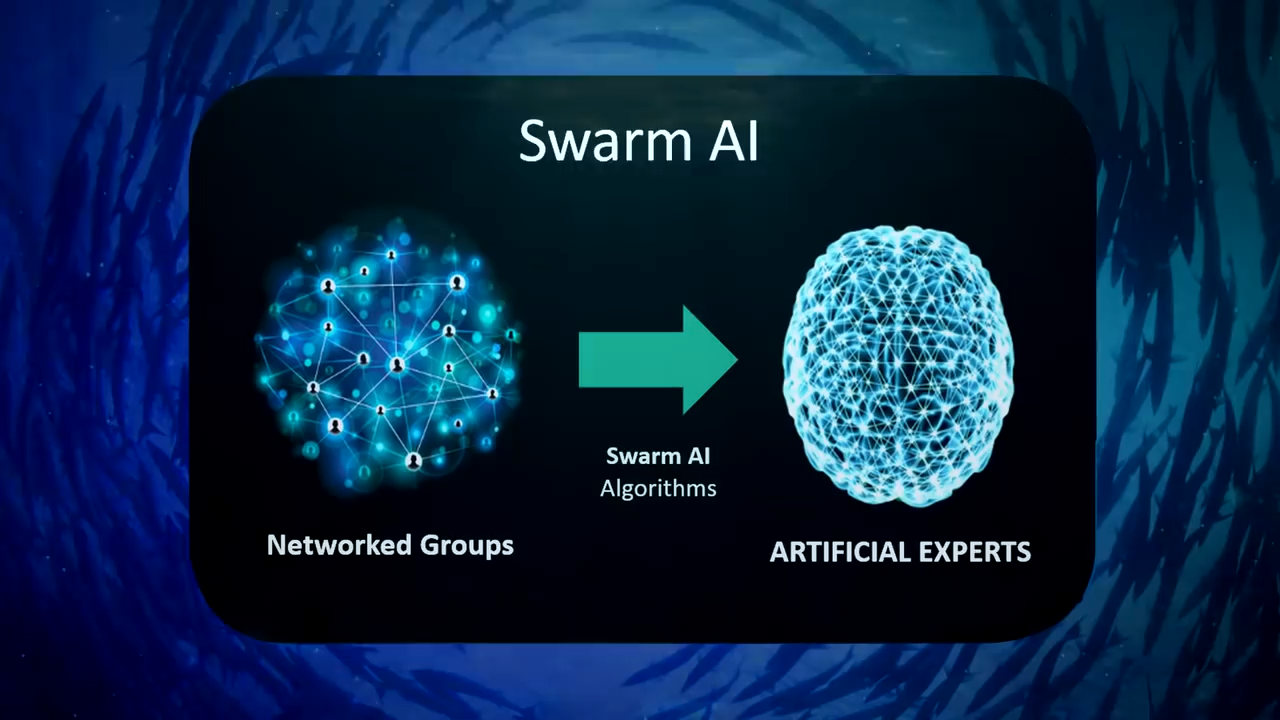 Swarm AI
Swarm AI
Algorithms
Networked Groups
ARTIFICIAL EXPERTS